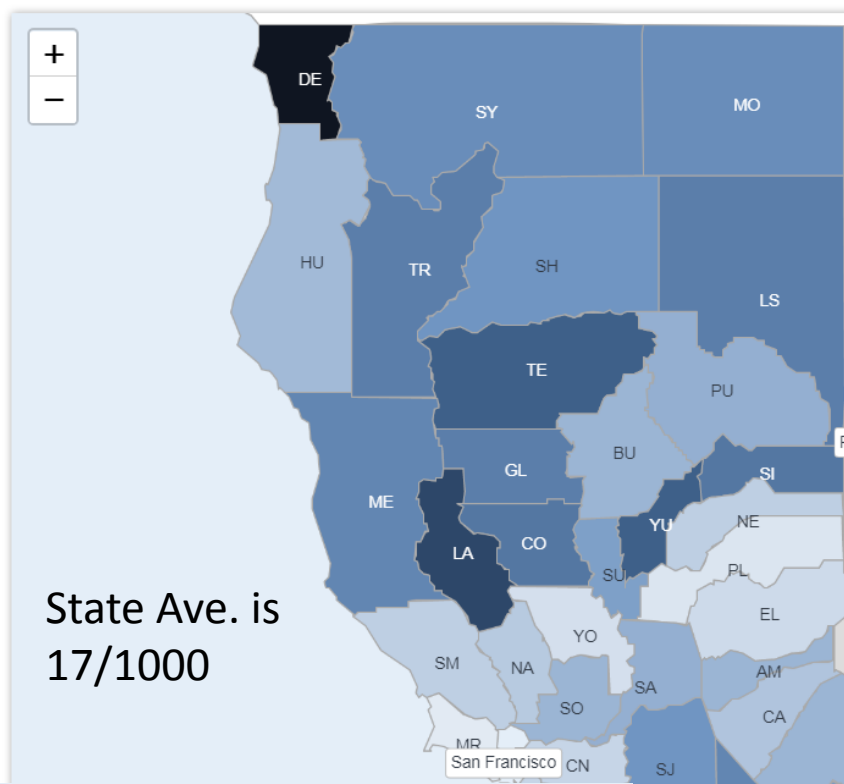 +
−
DE
SY
MO
HU
TR
SH
LS
TE
PU
BU
GL
SI
ME
YU
NE
LA
CO
SU
PL
State Ave. is
17/1000
EL
YO
SM
NA
AM
SA
SO
CA
MR
San Francisco
CN
SJ